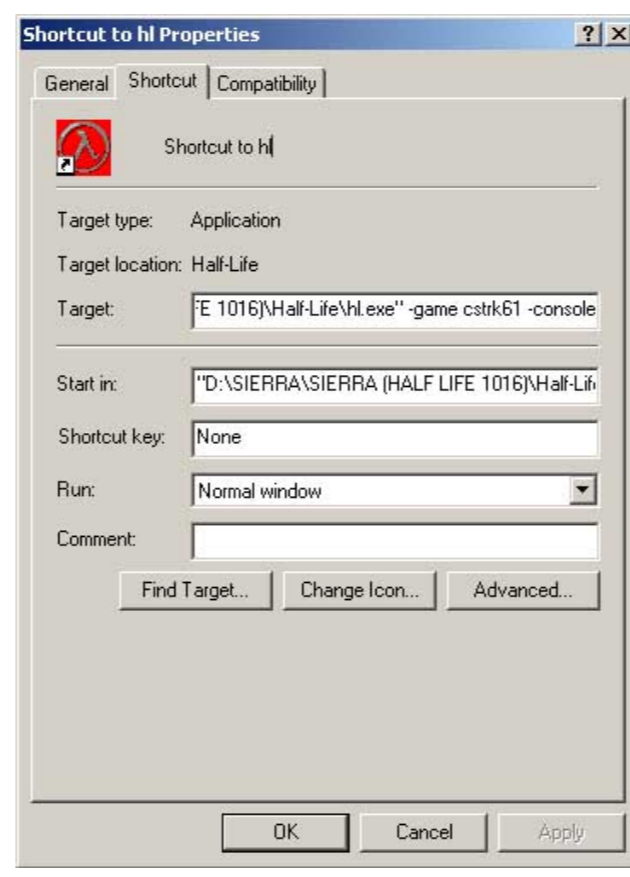 Shortcut to hl Properties
? X
General Shortcut Compatibility
Shortcut to hl
Target type: Application
Target location: Half-Life
Target: FE 1016)\Half-Life\hl.exe" -game cstrk61 -console
Start in: "D:\SIERRA\SIERRA (HALF LIFE 1016)\Half-Life
Shortcut key: None
Run: Normal window
Comment:
Find Target... Change Icon... Advanced...
OK Cancel Apply